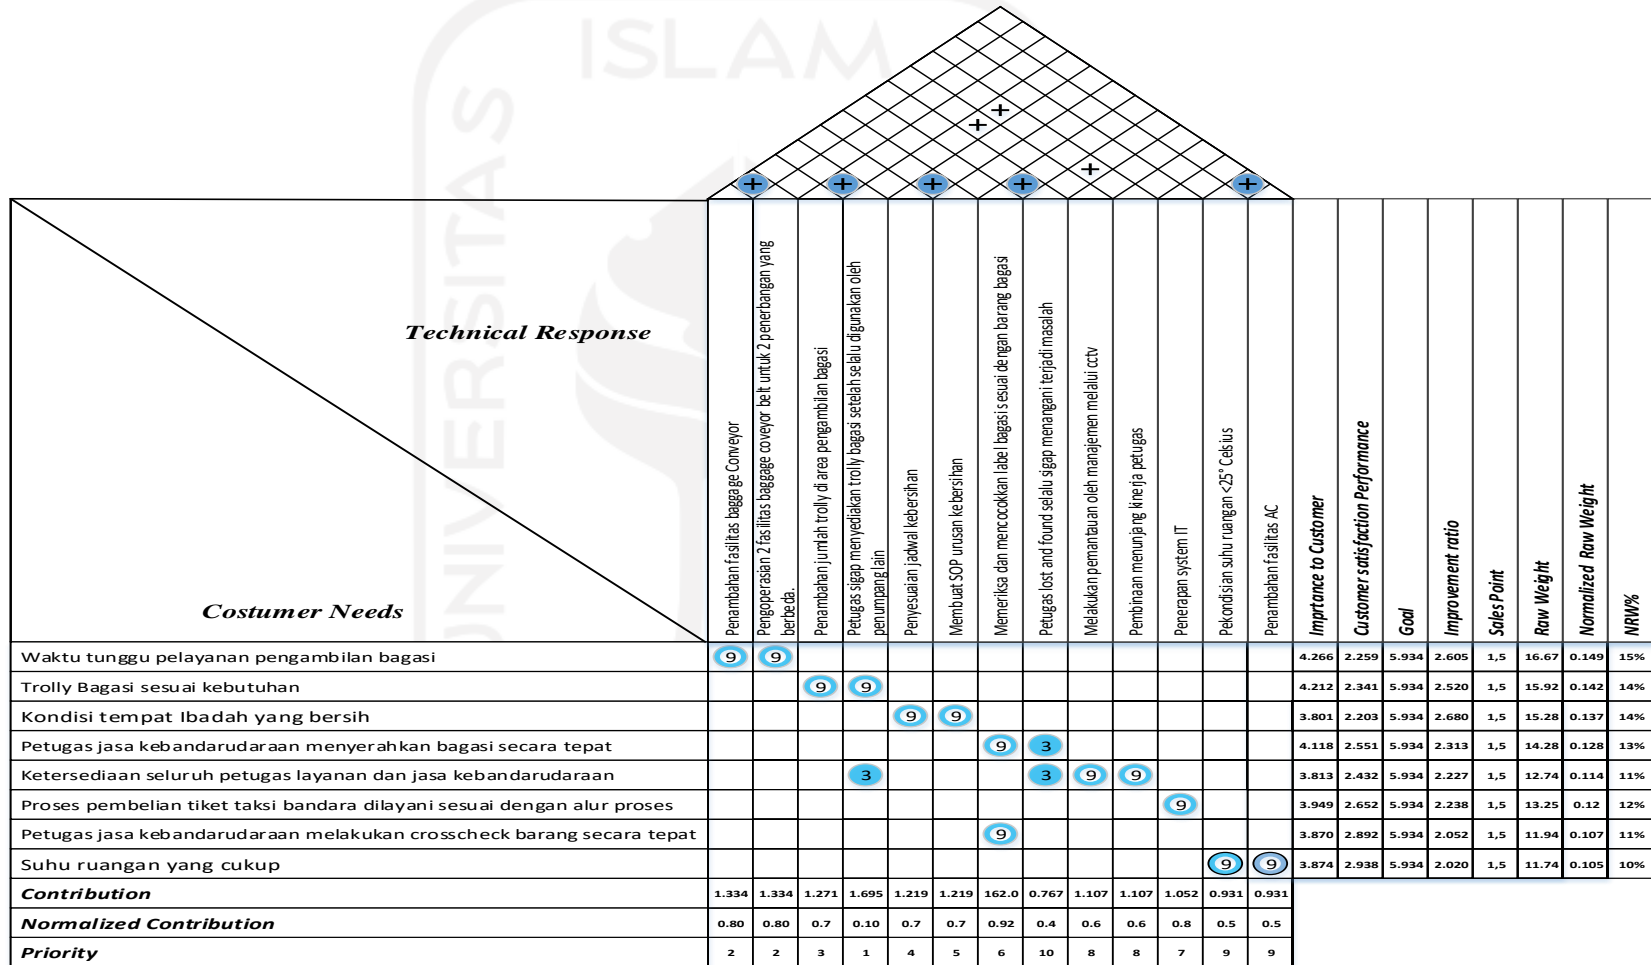 ISLAM
UNIVERSITAS
+ +
+
+ + + + + +
Technical Response
Costumer Needs
Penambahan fasilitas baggage Conveyor
Pengoperasian 2 fasilitas baggage coveyor belt untuk 2 penerbangan yang
berbeda.
Penambahan jumlah trolly di area pengambilan bagasi
Petugas sigap menyediakan trolly bagasi setelah selalu digunakan oleh
penumpang lain
Penyesuaian jadwal kebersihan
Membuat SOP urusan kebersihan
Memeriksa dan mencocokkan label bagasi sesuai dengan barang bagasi
Petugas lost and found selalu sigap menangani terjadi masalah
Melakukan pemantauan oleh manajemen melalui cctv
Pembinaan menunjang kinerja petugas
Penerapan system IT
Pekondisian suhu ruangan <25° Celsius
Penambahan fasilitas AC
Imprtance to Customer
Customer satisfaction Performance
Goal
Improvement ratio
Sales Point
Raw Weight
Normalized Raw Weight
NRW%
Waktu tunggu pelayanan pengambilan bagasi 9 9 4.266 2.259 5.934 2.605 1,5 16.67 0.149 15%
Trolly Bagasi sesuai kebutuhan 9 9 4.212 2.341 5.934 2.520 1,5 15.92 0.142 14%
Kondisi tempat Ibadah yang bersih 9 9 3.801 2.203 5.934 2.680 1,5 15.28 0.137 14%
Petugas jasa kebandarudaraan menyerahkan bagasi secara tepat 9 3 4.118 2.551 5.934 2.313 1,5 14.28 0.128 13%
Ketersediaan seluruh petugas layanan dan jasa kebandarudaraan 3 3 9 9 3.813 2.432 5.934 2.227 1,5 12.74 0.114 11%
Proses pembelian tiket taksi bandara dilayani sesuai dengan alur proses 9 3.949 2.652 5.934 2.238 1,5 13.25 0.12 12%
Petugas jasa kebandarudaraan melakukan crosscheck barang secara tepat 9 3.870 2.892 5.934 2.052 1,5 11.94 0.107 11%
Suhu ruangan yang cukup 9 9 3.874 2.938 5.934 2.020 1,5 11.74 0.105 10%
Contribution 1.334 1.334 1.271 1.695 1.219 1.219 162.0 0.767 1.107 1.107 1.052 0.931 0.931
Normalized Contribution 0.80 0.80 0.7 0.10 0.7 0.7 0.92 0.4 0.6 0.6 0.8 0.5 0.5
Priority 2 2 3 1 4 5 6 10 8 8 7 9 9